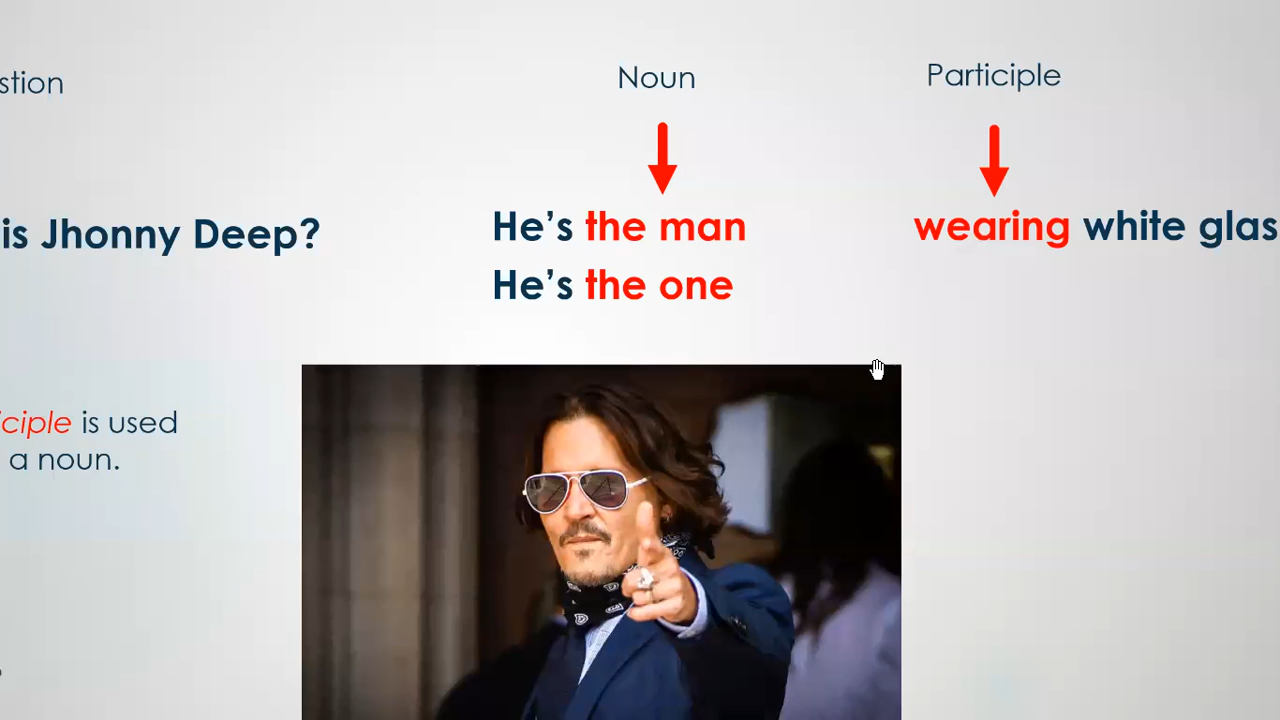 stion
Noun
Participle
is Jhonny Deep?
He’s the man
wearing white glas
He’s the one
ciple is used
a noun.